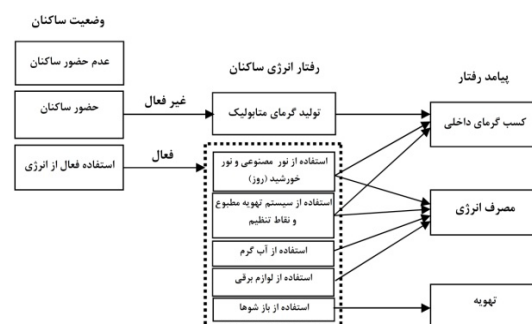 وضعیت ساکنان
عدم حضور ساکنان
حضور ساکنان
استفاده فعال از انرژی
غیر فعال
فعال
رفتار انرژی ساکنان
تولید گرمای متابولیک
استفاده از نور مصنوعی و نور
خورشید (روز)
استفاده از سیستم تهویه مطبوع
و نقاط تنظیم
استفاده از آب گرم
استفاده از لوازم برقی
استفاده از باز شوها
پیامد رفتار
کسب گرمای داخلی
مصرف انرژی
تهویه